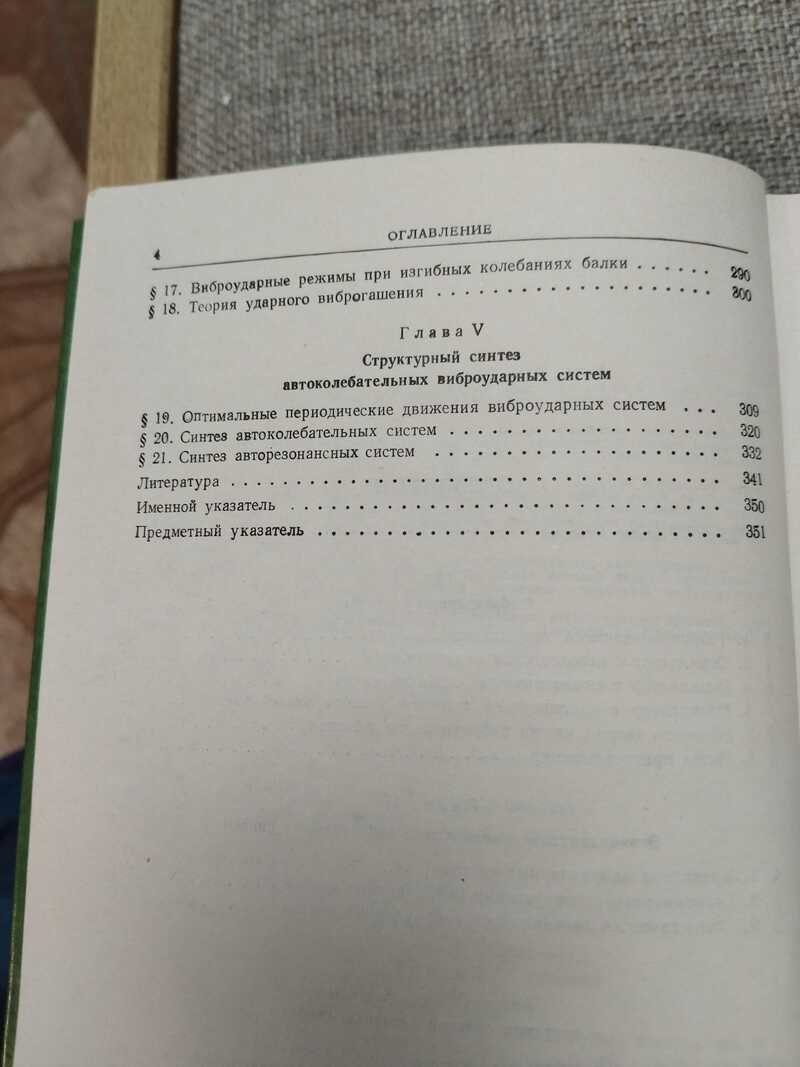 4
ОГЛАВЛЕНИЕ
§ 17. Виброударные режимы при изгибных колебаниях балки . . . . . . 290
§ 18. Теория ударного виброгашения . . . . . . . . . . . . . . . . . . . . 300
Глава V
Структурный синтез
автоколебательных виброударных систем
§ 19. Оптимальные периодические движения виброударных систем . . . 309
§ 20. Синтез автоколебательных систем . . . . . . . . . . . . . . . . . . . 320
§ 21. Синтез авторезонансных систем . . . . . . . . . . . . . . . . . . . . 332
Литература . . . . . . . . . . . . . . . . . . . . . . . . . . . . . . . . 341
Именной указатель . . . . . . . . . . . . . . . . . . . . . . . . . . . . 350
Предметный указатель . . . . . . . . . . . . . . . . . . . . . . . . . . 351